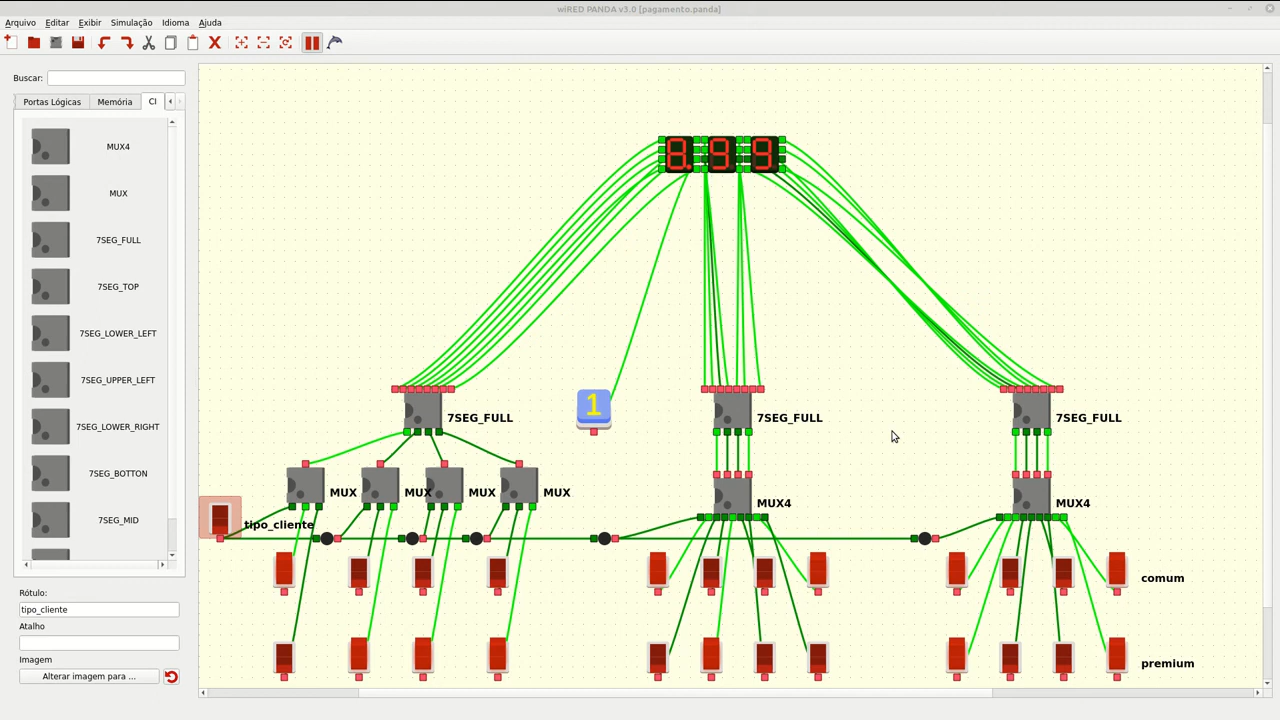 wiRED PANDA v3.0 [pagamento.panda]
Arquivo Editar Exibir Simulação Idioma Ajuda
Buscar:
Portas Lógicas Memória CI
MUX4
MUX
7SEG_FULL
7SEG_TOP
7SEG_LOWER_LEFT
7SEG_UPPER_LEFT
7SEG_LOWER_RIGHT
7SEG_BOTTON
7SEG_MID
Rótulo:
tipo_cliente
Atalho
Imagem
Alterar imagem para ...
8.99
1
7SEG_FULL 7SEG_FULL 7SEG_FULL
MUX MUX MUX MUX MUX4 MUX4
tipo_cliente
comum
premium